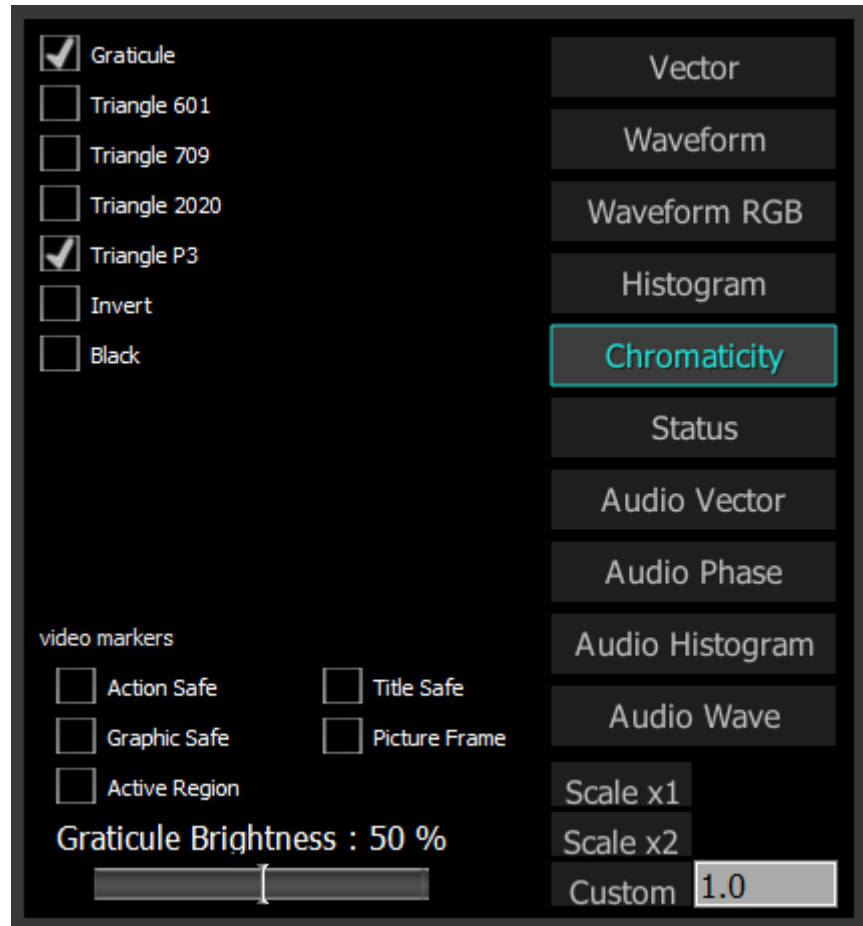 Graticule
Triangle 601
Triangle 709
Triangle 2020
Triangle P3
Invert
Black
Vector
Waveform
Waveform RGB
Histogram
Chromaticity
Status
Audio Vector
Audio Phase
Audio Histogram
Audio Wave
video markers
Action Safe
Title Safe
Graphic Safe
Picture Frame
Active Region
Graticule Brightness : 50 %
Scale x1
Scale x2
Custom 1.0